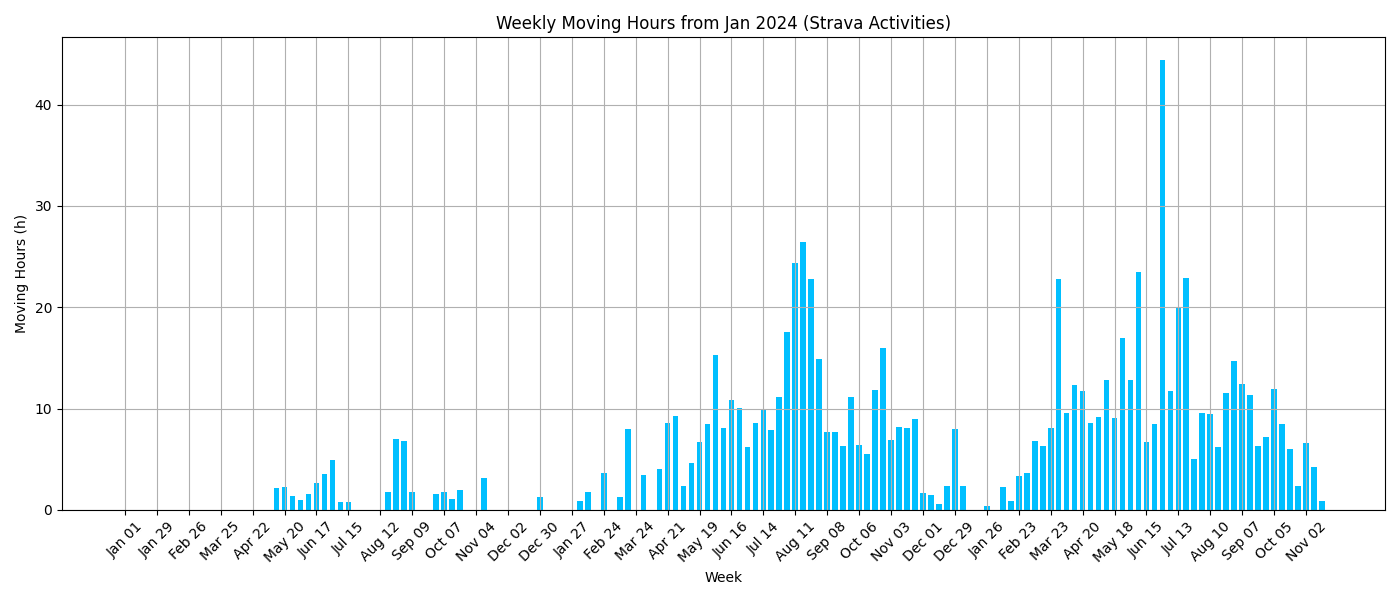 Weekly Moving Hours from Jan 2024 (Strava Activities)
Moving Hours (h)
40
30
20
10
0
Jan 01 Jan 29 Feb 26 Mar 25 Apr 22 May 20 Jun 17 Jul 15 Aug 12 Sep 09 Oct 07 Nov 04 Dec 02 Dec 30 Jan 27 Feb 24 Mar 24 Apr 21 May 19 Jun 16 Jul 14 Aug 11 Sep 08 Oct 06 Nov 03 Dec 01 Dec 29 Jan 26 Feb 23 Mar 23 Apr 20 May 18 Jun 15 Jul 13 Aug 10 Sep 07 Oct 05 Nov 02
Week